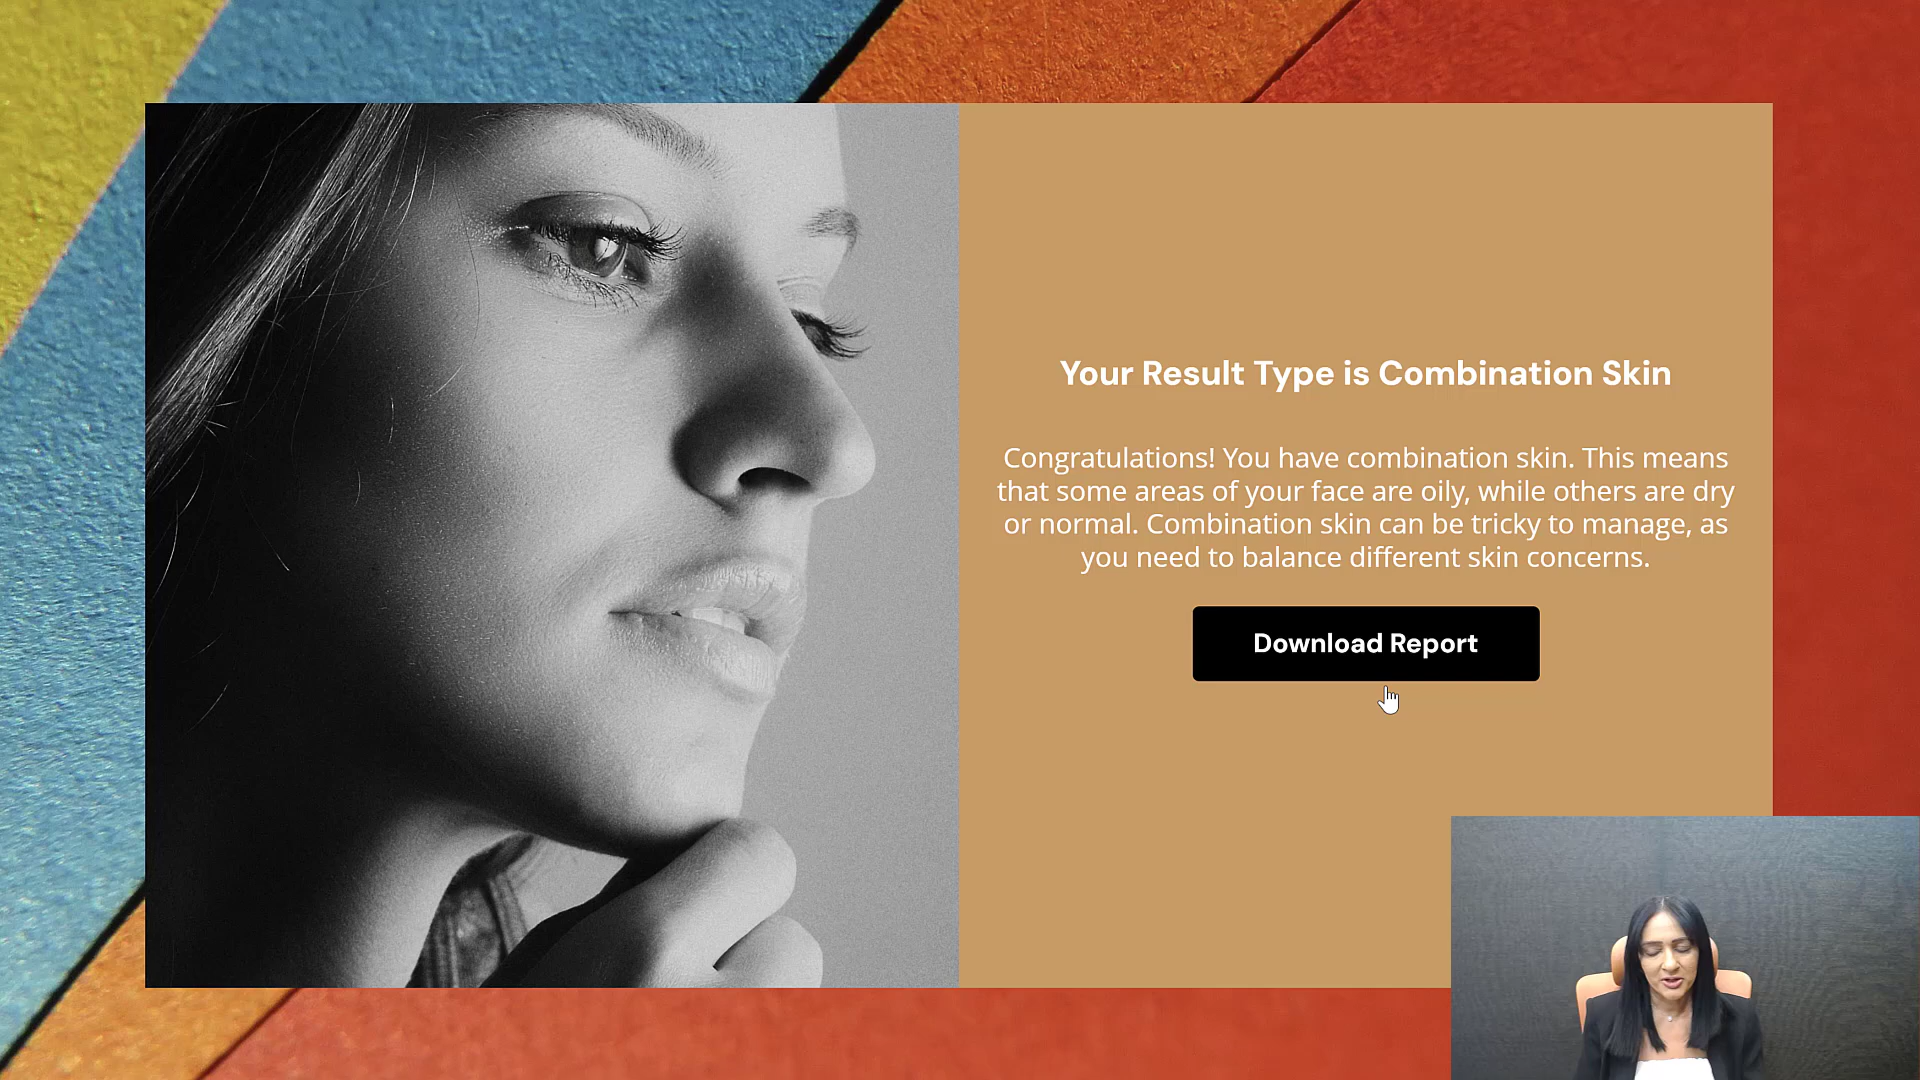 Your Result Type is Combination Skin
Congratulations! You have combination skin. This means
that some areas of your face are oily, while others are dry
or normal. Combination skin can be tricky to manage, as
you need to balance different skin concerns.
Download Report